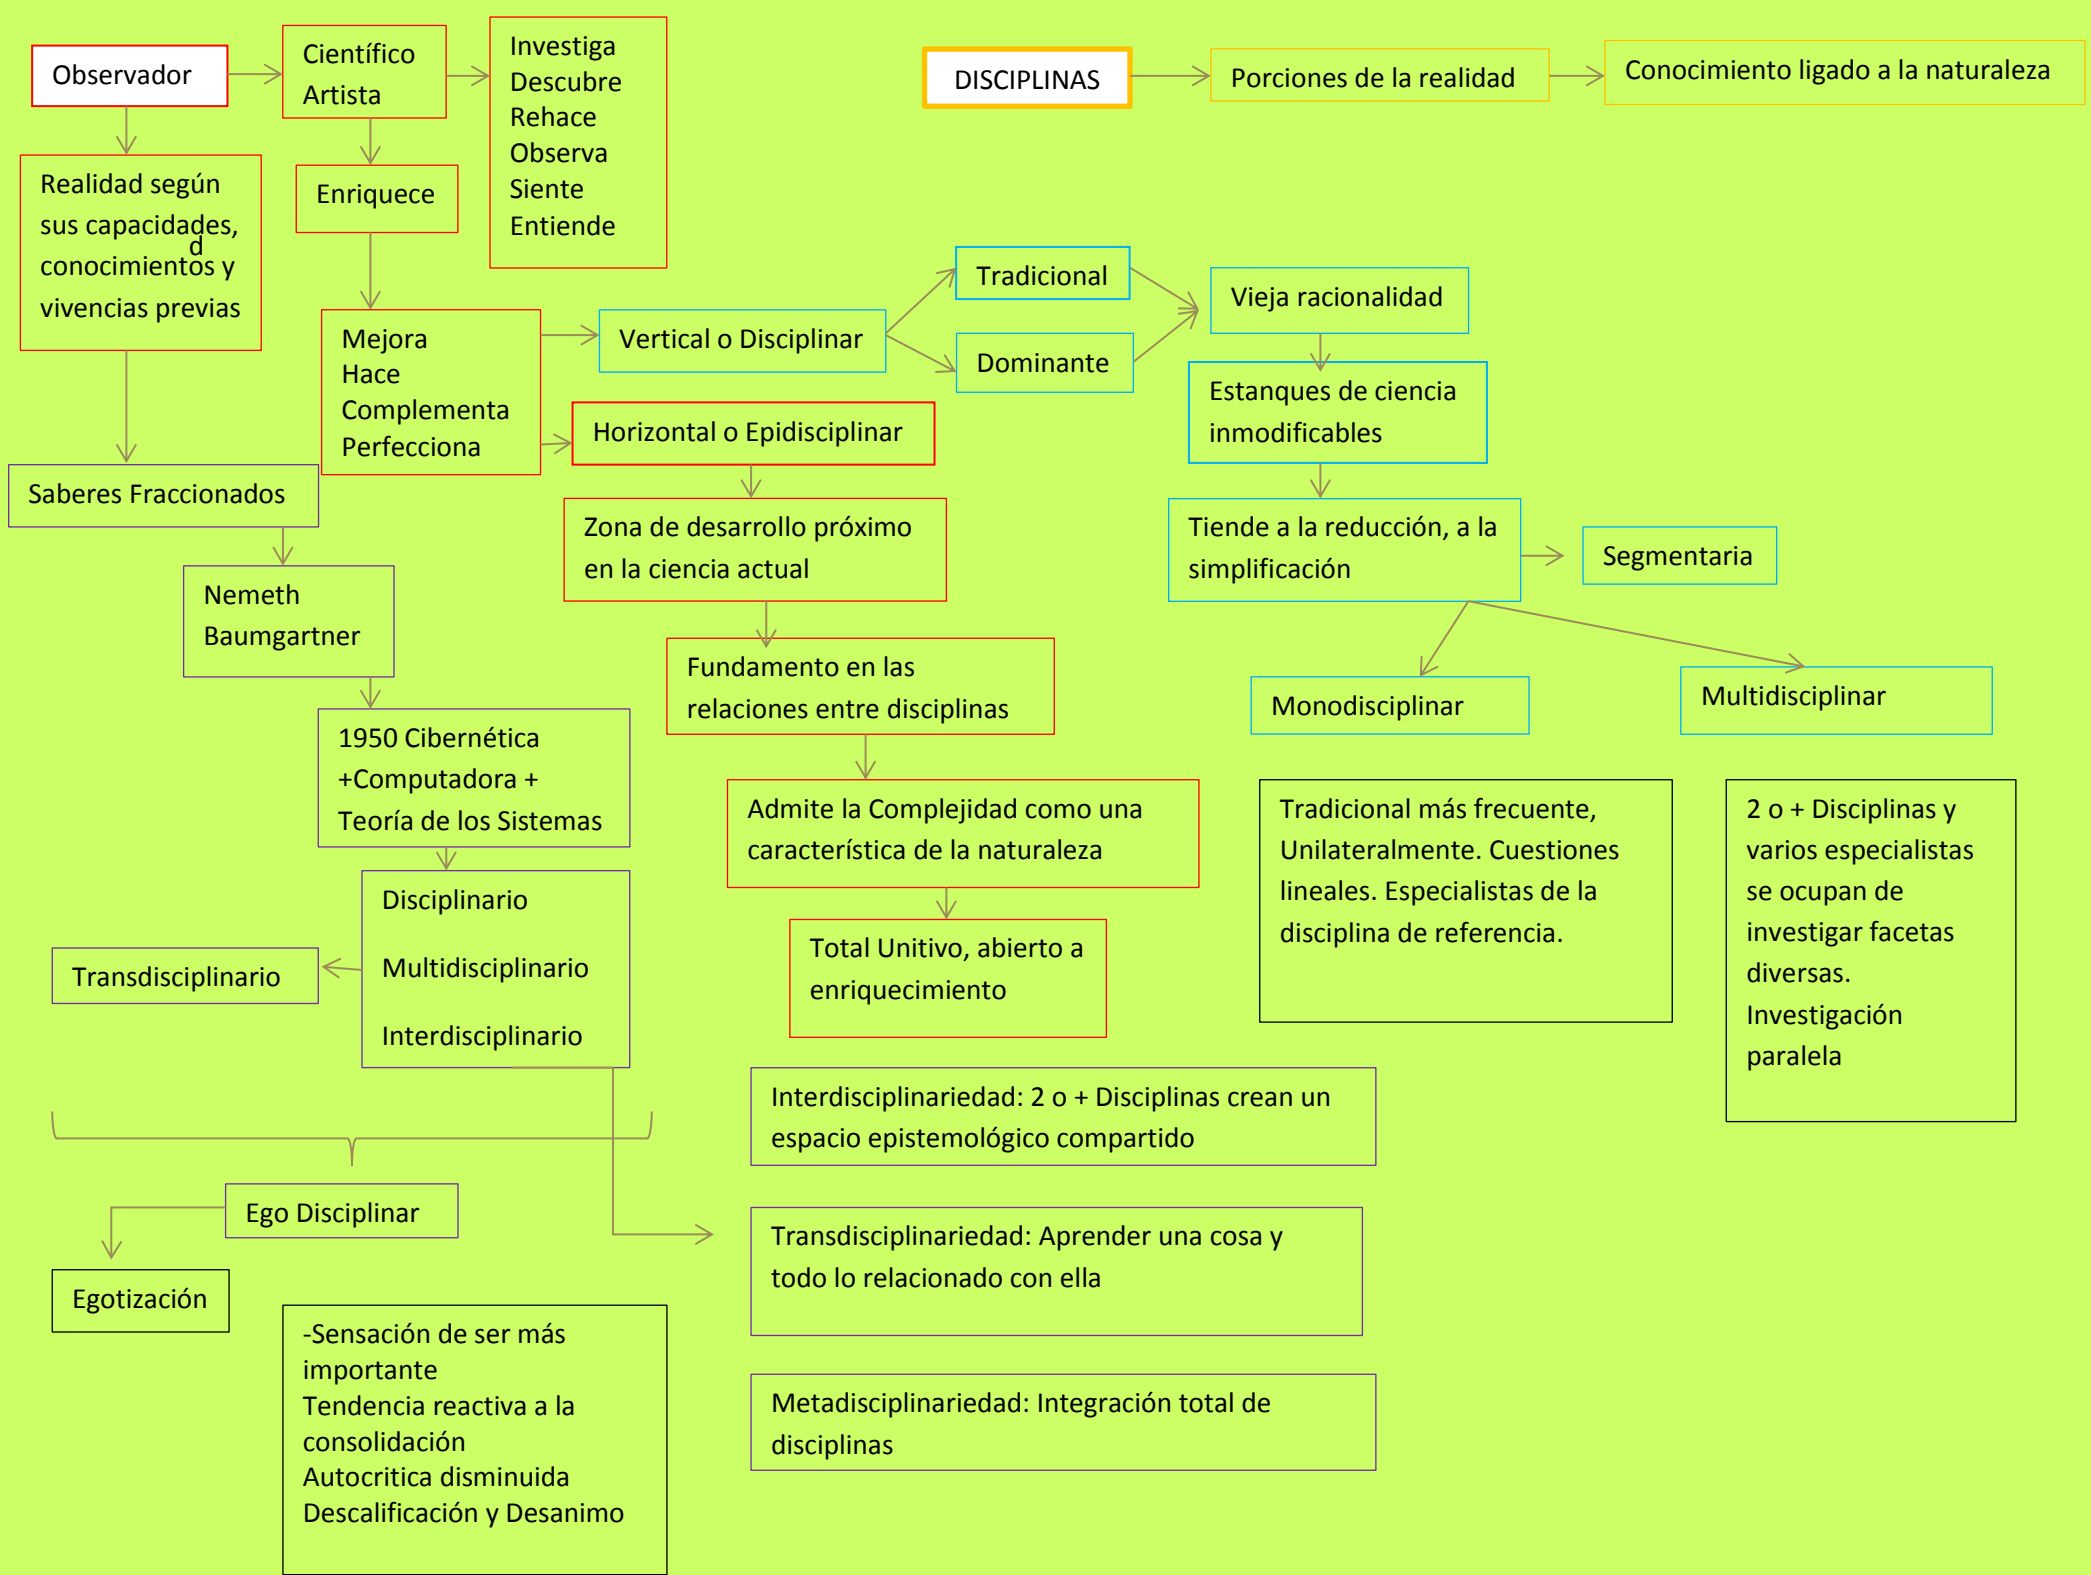 Observador
Científico
Artista
Investiga
Descubre
Rehace
Observa
Siente
Entiende
DISCIPLINAS
Porciones de la realidad
Conocimiento ligado a la naturaleza
Realidad según
sus capacidades,
d
conocimientos y
vivencias previas
Enriquece
Mejora
Hace
Complementa
Perfecciona
Vertical o Disciplinar
Tradicional
Dominante
Vieja racionalidad
Estanques de ciencia
inmodificables
Horizontal o Epidisciplinar
Saberes Fraccionados
Zona de desarrollo próximo
en la ciencia actual
Tiende a la reducción, a la
simplificación
Segmentaria
Nemeth
Baumgartner
Fundamento en las
relaciones entre disciplinas
Monodisciplinar
Multidisciplinar
1950 Cibernética
+Computadora +
Teoría de los Sistemas
Admite la Complejidad como una
característica de la naturaleza
Tradicional más frecuente,
Unilateralmente. Cuestiones
lineales. Especialistas de la
disciplina de referencia.
2 o + Disciplinas y
varios especialistas
se ocupan de
investigar facetas
diversas.
Investigación
paralela
Disciplinario
Multidisciplinario
Interdisciplinario
Transdisciplinario
Total Unitivo, abierto a
enriquecimiento
Interdisciplinariedad: 2 o + Disciplinas crean un
espacio epistemológico compartido
Ego Disciplinar
Transdisciplinariedad: Aprender una cosa y
todo lo relacionado con ella
Egotización
-Sensación de ser más
importante
Tendencia reactiva a la
consolidación
Autocritica disminuida
Descalificación y Desanimo
Metadisciplinariedad: Integración total de
disciplinas